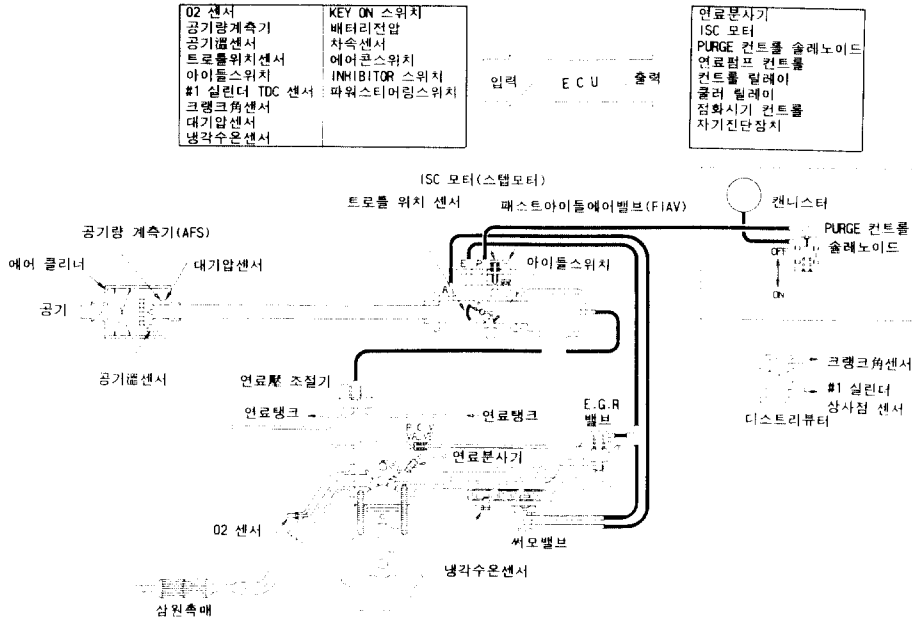 O2 센서
공기량계측기
공기溫센서
트로틀위치센서
아이들스위치
#1 실린더 TDC 센서
크랭크角센서
대기압센서
냉각수온센서
KEY ON 스위치
배터리전압
차속센서
에어콘스위치
INHIBITOR 스위치
파워스티어링스위치
입력
E C U
출력
연료분사기
ISC 모터
PURGE 컨트롤 솔레노이드
연료펌프 컨트롤
컨트롤 릴레이
쿨러 릴레이
점화시기 컨트롤
자기진단장치
ISC 모터(스텝모터)
트로틀 위치 센서
패스트아이들에어밸브(FIAV)
캔니스터
PURGE 컨트롤
솔레노이드
공기량 계측기(AFS)
에어 클리너
대기압센서
E P
아이들스위치
OFF
A
공기
ON
공기溫센서
연료壓 조절기
크랭크角센서
#1 실린더
상사점 센서
디스트리뷰터
연료탱크
연료탱크
E.G.R
밸브
P C V
VALVE
연료분사기
O2 센서
써모밸브
냉각수온센서
삼원촉매